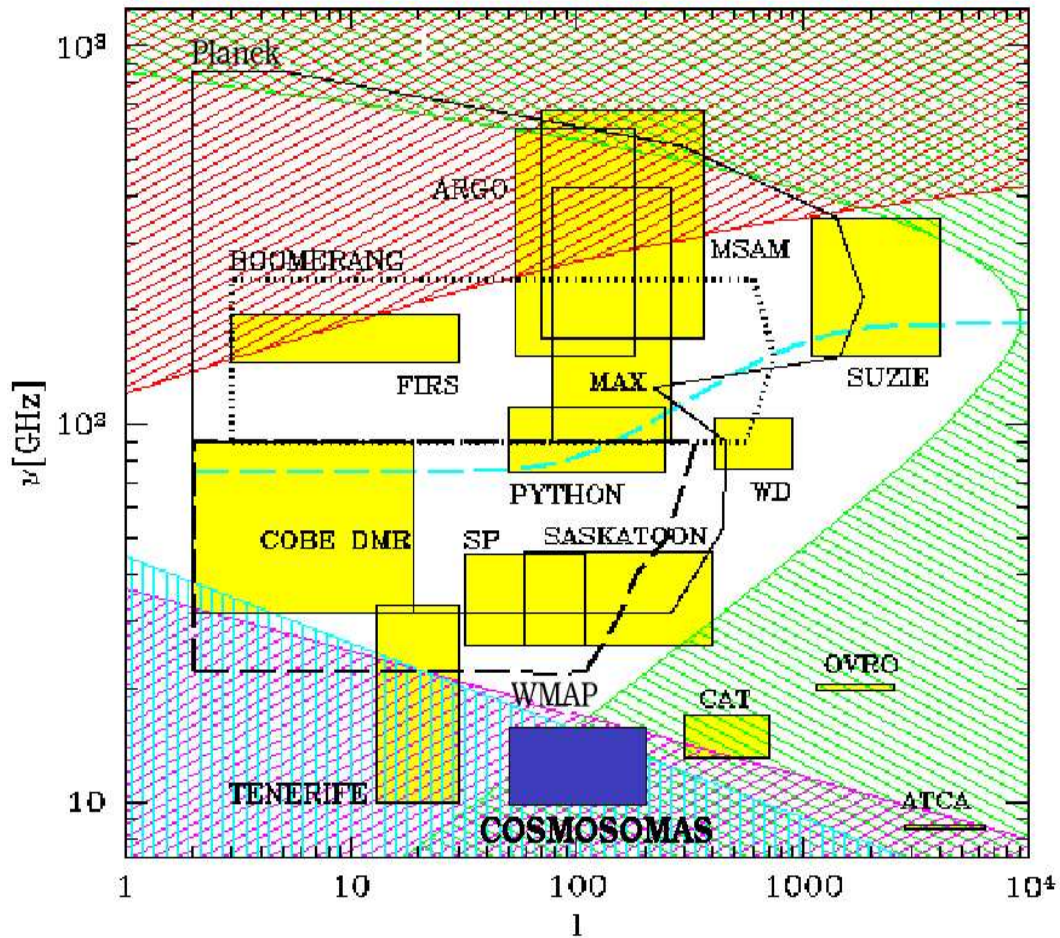 10³
Planck
ARGO
BOOMERANG
MSAM
FIRS
MAX
SUZIE
ν[GHz]
10²
PYTHON
WD
COBE DMR
SP
SASKATOON
OVRO
WMAP
CAT
TENERIFE
10
ATCA
COSMOSOMAS
1
10
100
1000
10⁴
l